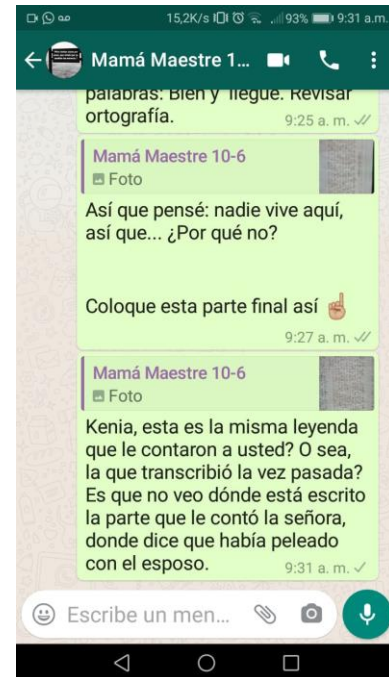 15,2K/s 93% 9:31 a.m.
Mamá Maestre 1...
palabras: Bien y llegue. Revisar
ortografía.
9:25 a. m.
Mamá Maestre 10-6
Foto
Así que pensé: nadie vive aquí,
así que... ¿Por qué no?
Coloque esta parte final así ☝
9:27 a. m.
Mamá Maestre 10-6
Foto
Kenia, esta es la misma leyenda
que le contaron a usted? O sea,
la que transcribió la vez pasada?
Es que no veo dónde está escrito
la parte que le contó la señora,
donde dice que había peleado
con el esposo.
9:31 a. m.
Escribe un men...